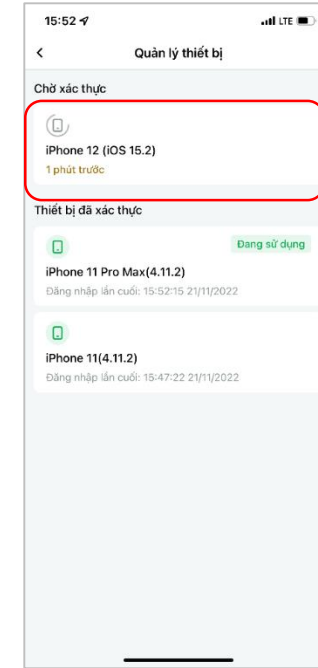 15:52 LTE
Quản lý thiết bị
Chờ xác thực
iPhone 12 (iOS 15.2)
1 phút trước
Thiết bị đã xác thực
Đang sử dụng
iPhone 11 Pro Max(4.11.2)
Đăng nhập lần cuối: 15:52:15 21/11/2022
iPhone 11(4.11.2)
Đăng nhập lần cuối: 15:47:22 21/11/2022